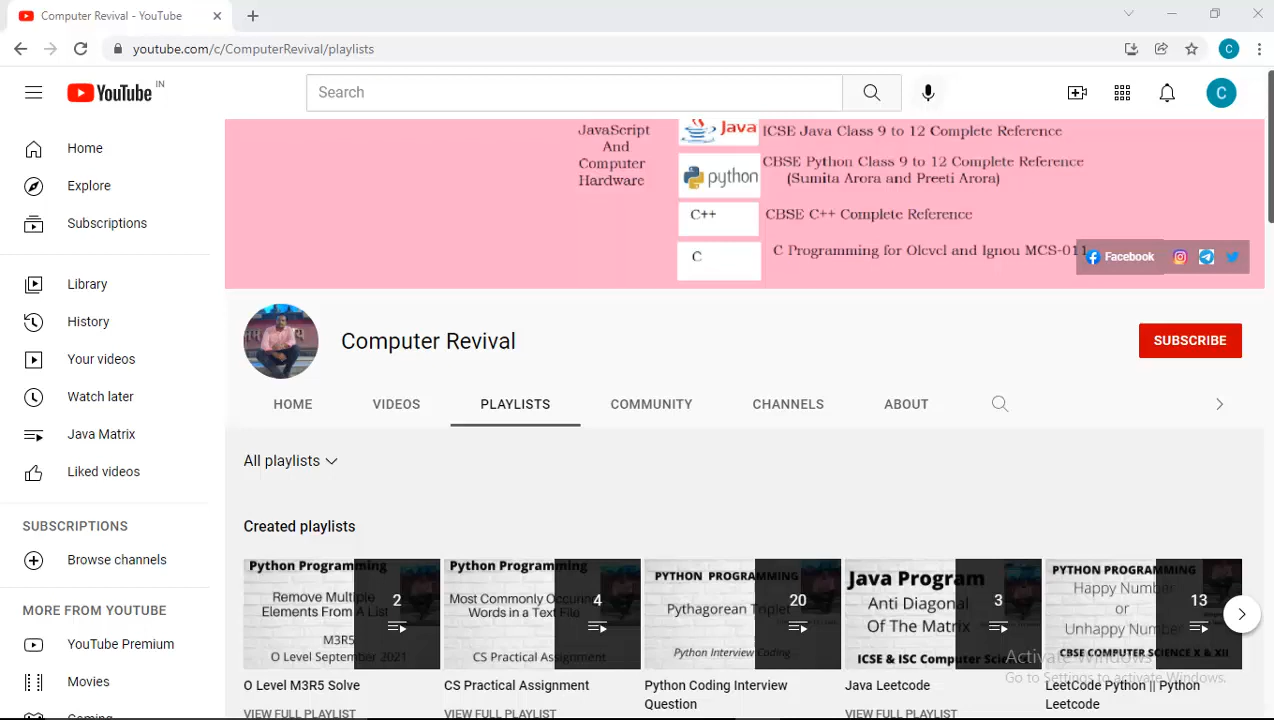 Computer Revival - YouTube
youtube.com/c/ComputerRevival/playlists
C
YouTube IN
Search
C
Home
Explore
Subscriptions
Library
History
Your videos
Watch later
Java Matrix
Liked videos
SUBSCRIPTIONS
Browse channels
MORE FROM YOUTUBE
YouTube Premium
Movies
Gaming
JavaScript
And
Computer
Hardware
Java ICSE Java Class 9 to 12 Complete Reference
python CBSE Python Class 9 to 12 Complete Reference
(Sumita Arora and Preeti Arora)
C++ CBSE C++ Complete Reference
C C Programming for Olevel and Ignou MCS-011
Facebook
Computer Revival
SUBSCRIBE
HOME VIDEOS PLAYLISTS COMMUNITY CHANNELS ABOUT
All playlists
Created playlists
Python Programming
Remove Multiple
Elements From A List
M3R5
O Level September 2021
2
O Level M3R5 Solve
VIEW FULL PLAYLIST
Python Programming
Most Commonly Occurring
Words in a Text File
CS Practical Assignment
4
CS Practical Assignment
VIEW FULL PLAYLIST
PYTHON PROGRAMMING
Pythagorean Triplet
Python Interview Coding
20
Python Coding Interview
Question
Java Program
Anti Diagonal
Of The Matrix
ICSE & ISC Computer Science
3
Java Leetcode
VIEW FULL PLAYLIST
PYTHON PROGRAMMING
Happy Number
or
Unhappy Number
CBSE COMPUTER SCIENCE X & XII
13
LeetCode Python || Python
Leetcode
Activate Windows
Go to Settings to activate Windows.